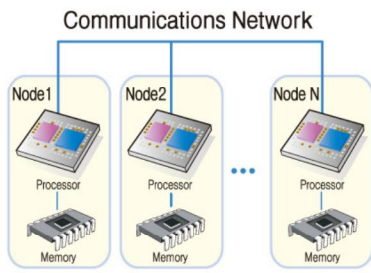 Communications Network
Node1
Processor
Memory
Node2
Processor
Memory
•••
Node N
Processor
Memory